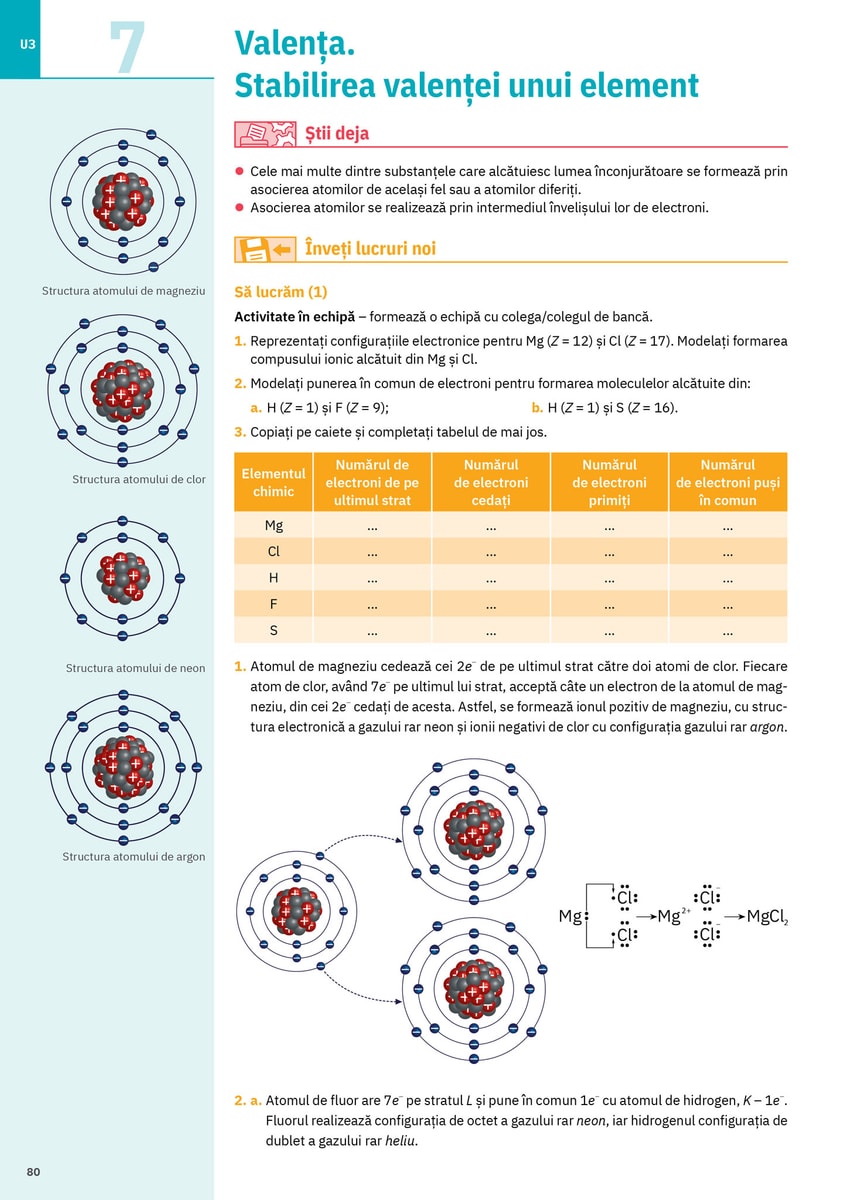 U3
7
Valența.
Stabilirea valenței unui element
Știi deja
● Cele mai multe dintre substanțele care alcătuiesc lumea înconjurătoare se formează prin
asocierea atomilor de același fel sau a atomilor diferiți.
● Asocierea atomilor se realizează prin intermediul învelișului lor de electroni.
Înveți lucruri noi
Să lucrăm (1)
Activitate în echipă – formează o echipă cu colega/colegul de bancă.
1. Reprezentați configurațiile electronice pentru Mg (Z = 12) și Cl (Z = 17). Modelați formarea
compusului ionic alcătuit din Mg și Cl.
2. Modelați punerea în comun de electroni pentru formarea moleculelor alcătuite din:
a. H (Z = 1) și F (Z = 9); b. H (Z = 1) și S (Z = 16).
3. Copiați pe caiete și completați tabelul de mai jos.
Elementul chimic | Numărul de electroni de pe ultimul strat | Numărul de electroni cedați | Numărul de electroni primiți | Numărul de electroni puși în comun
Mg ... ... ... ...
Cl ... ... ... ...
H ... ... ... ...
F ... ... ... ...
S ... ... ... ...
1. Atomul de magneziu cedează cei 2e⁻ de pe ultimul strat către doi atomi de clor. Fiecare
atom de clor, având 7e⁻ pe ultimul lui strat, acceptă câte un electron de la atomul de mag-
neziu, din cei 2e⁻ cedați de acesta. Astfel, se formează ionul pozitiv de magneziu, cu struc-
tura electronică a gazului rar neon și ionii negativi de clor cu configurația gazului rar argon.
Mg: ·Cl: → Mg²⁺ :Cl:⁻ → MgCl₂
·Cl: :Cl:⁻
2. a. Atomul de fluor are 7e⁻ pe stratul L și pune în comun 1e⁻ cu atomul de hidrogen, K – 1e⁻.
Fluorul realizează configurația de octet a gazului rar neon, iar hidrogenul configurația de
dublet a gazului rar heliu.
Structura atomului de magneziu
Structura atomului de clor
Structura atomului de neon
Structura atomului de argon
80